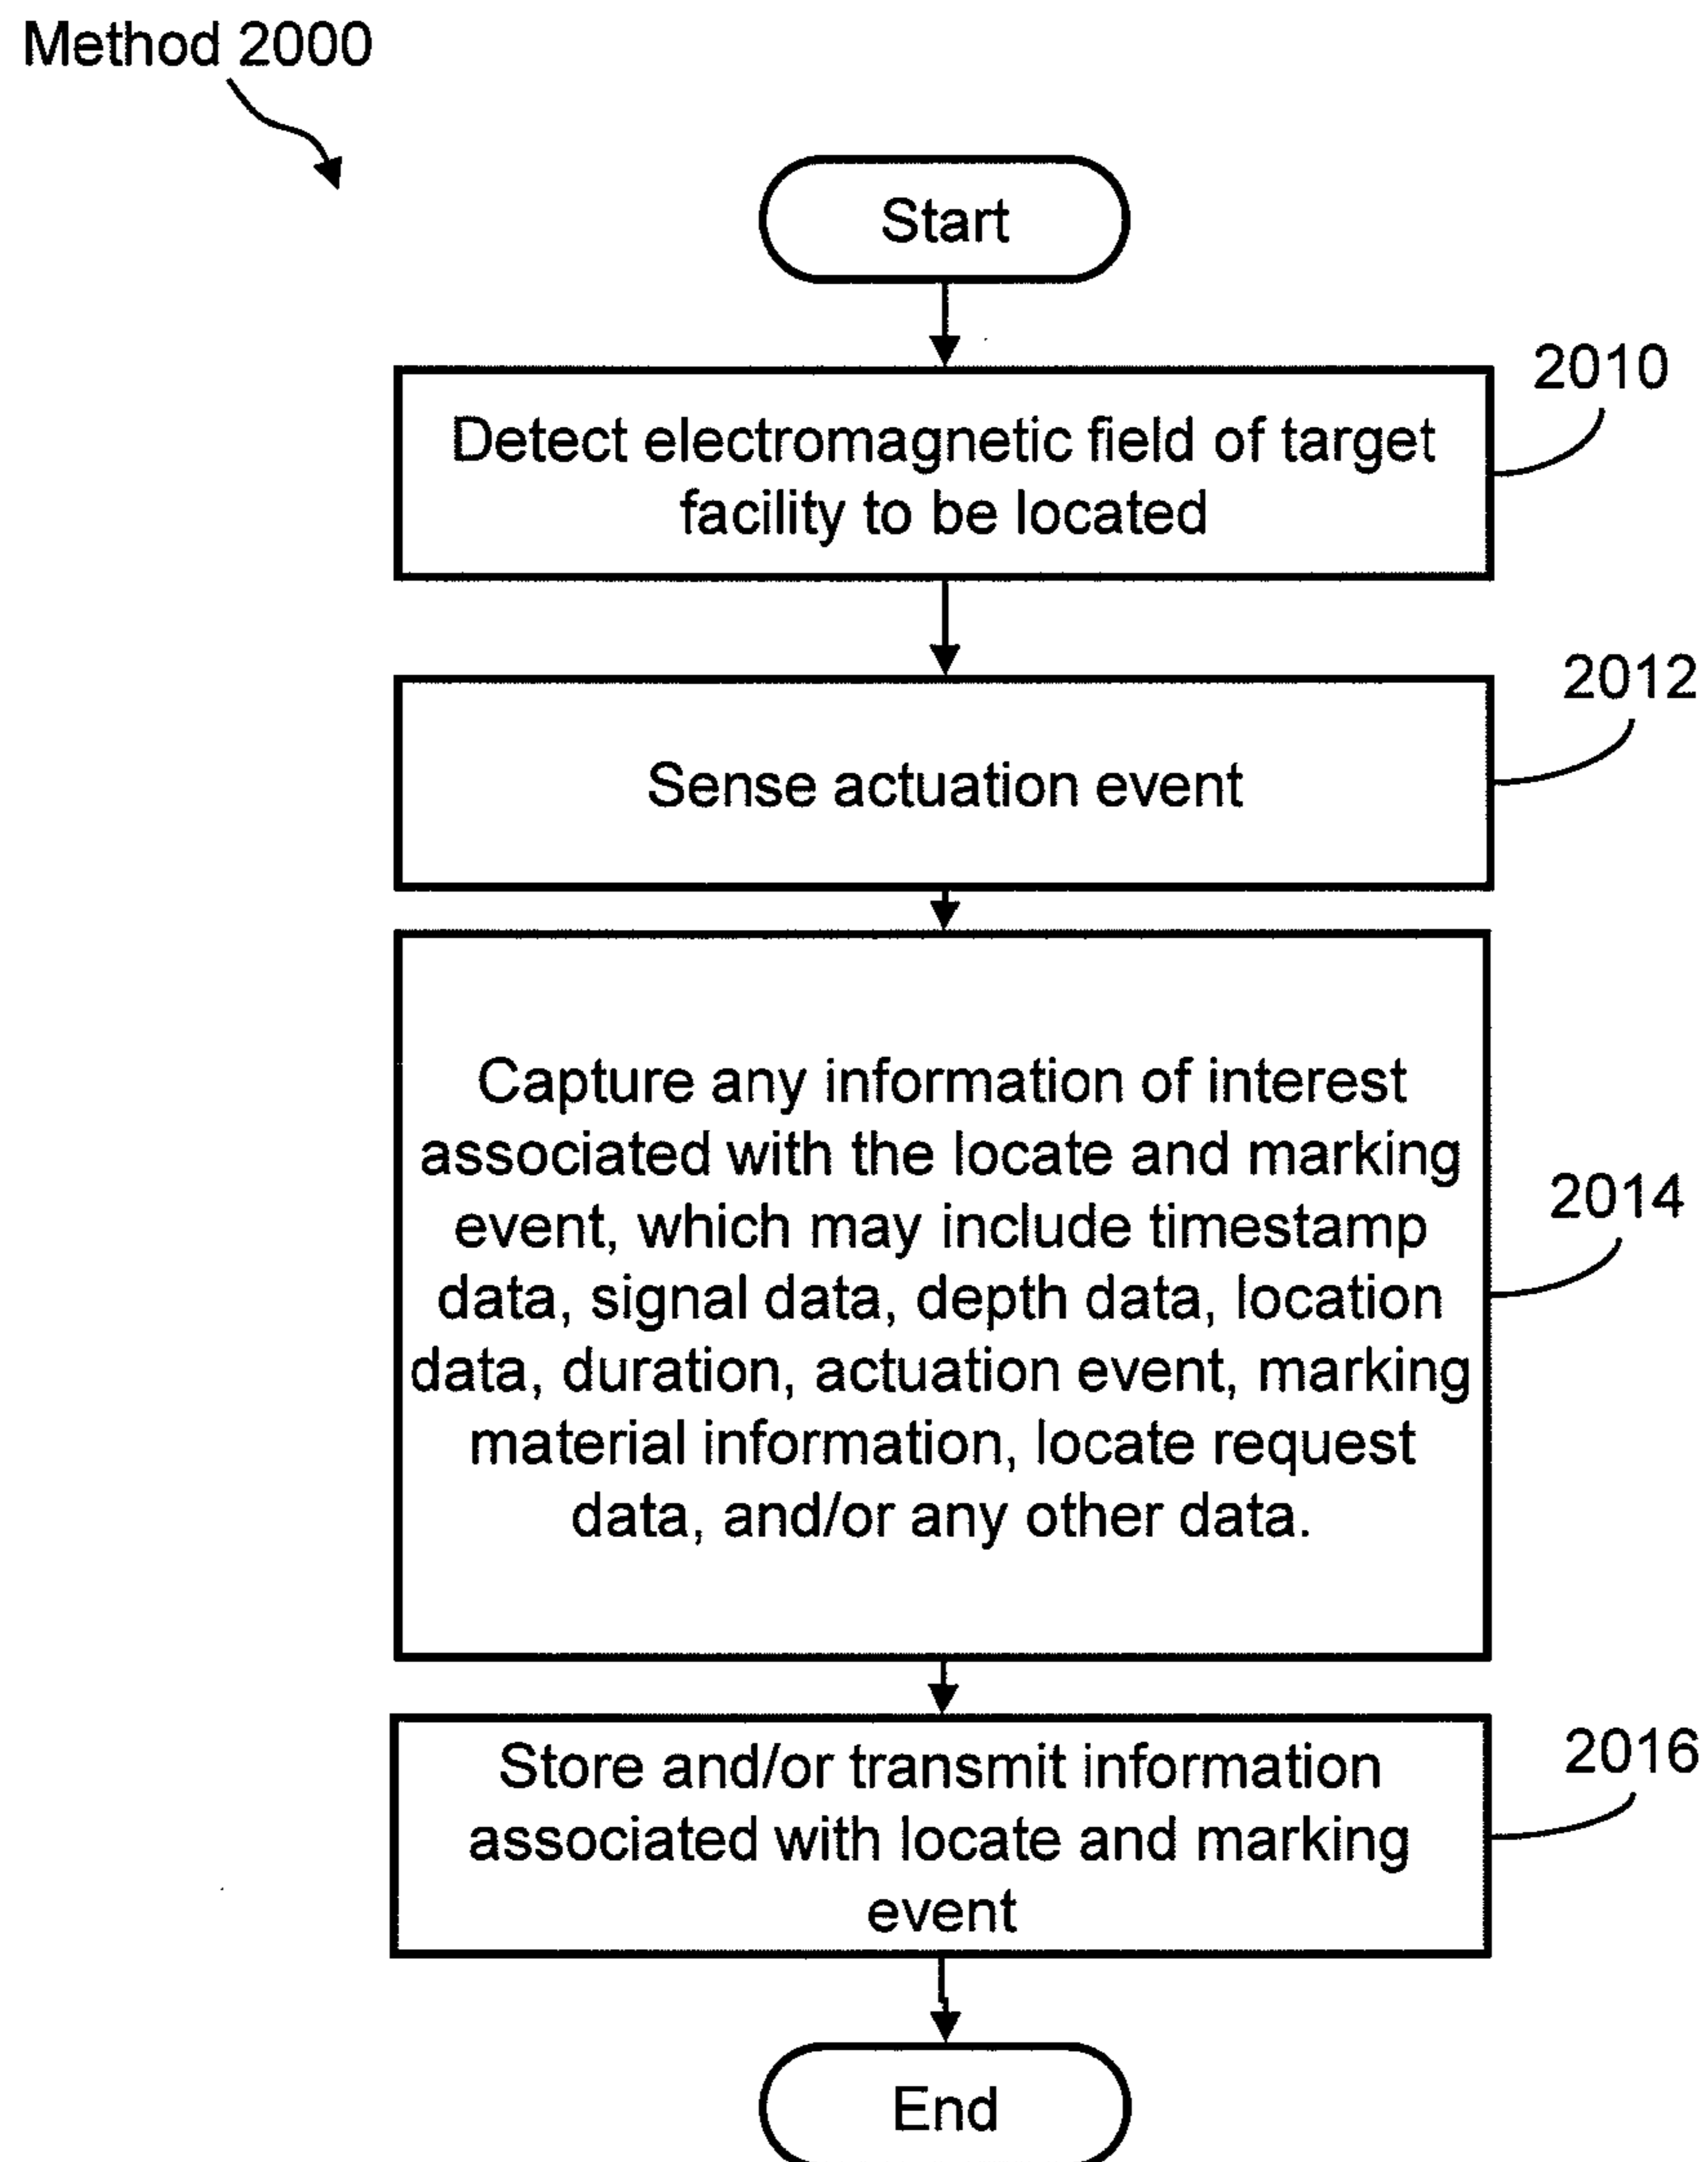 Method 2000
Start
2010
Detect electromagnetic field of target
facility to be located
2012
Sense actuation event
Capture any information of interest
associated with the locate and marking
event, which may include timestamp
2014
data, signal data, depth data, location
data, duration, actuation event, marking
material information, locate request
data, and/or any other data.
2016
Store and/or transmit information
associated with locate and marking
event
End